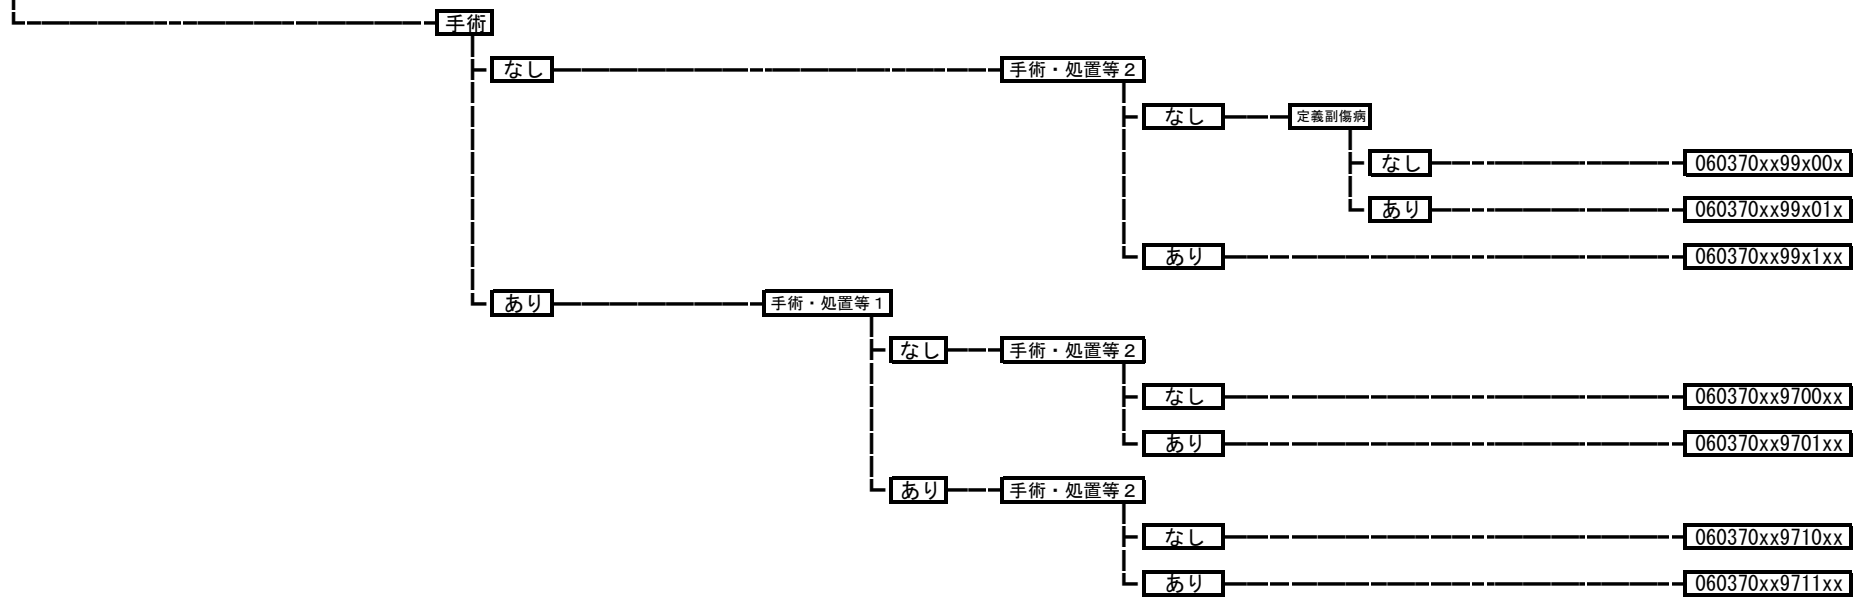 手術
なし 手術・処置等2
なし 定義副傷病
なし 060370xx99x00x
あり 060370xx99x01x
あり 060370xx99x1xx
あり 手術・処置等1
なし 手術・処置等2
なし 060370xx9700xx
あり 060370xx9701xx
あり 手術・処置等2
なし 060370xx9710xx
あり 060370xx9711xx